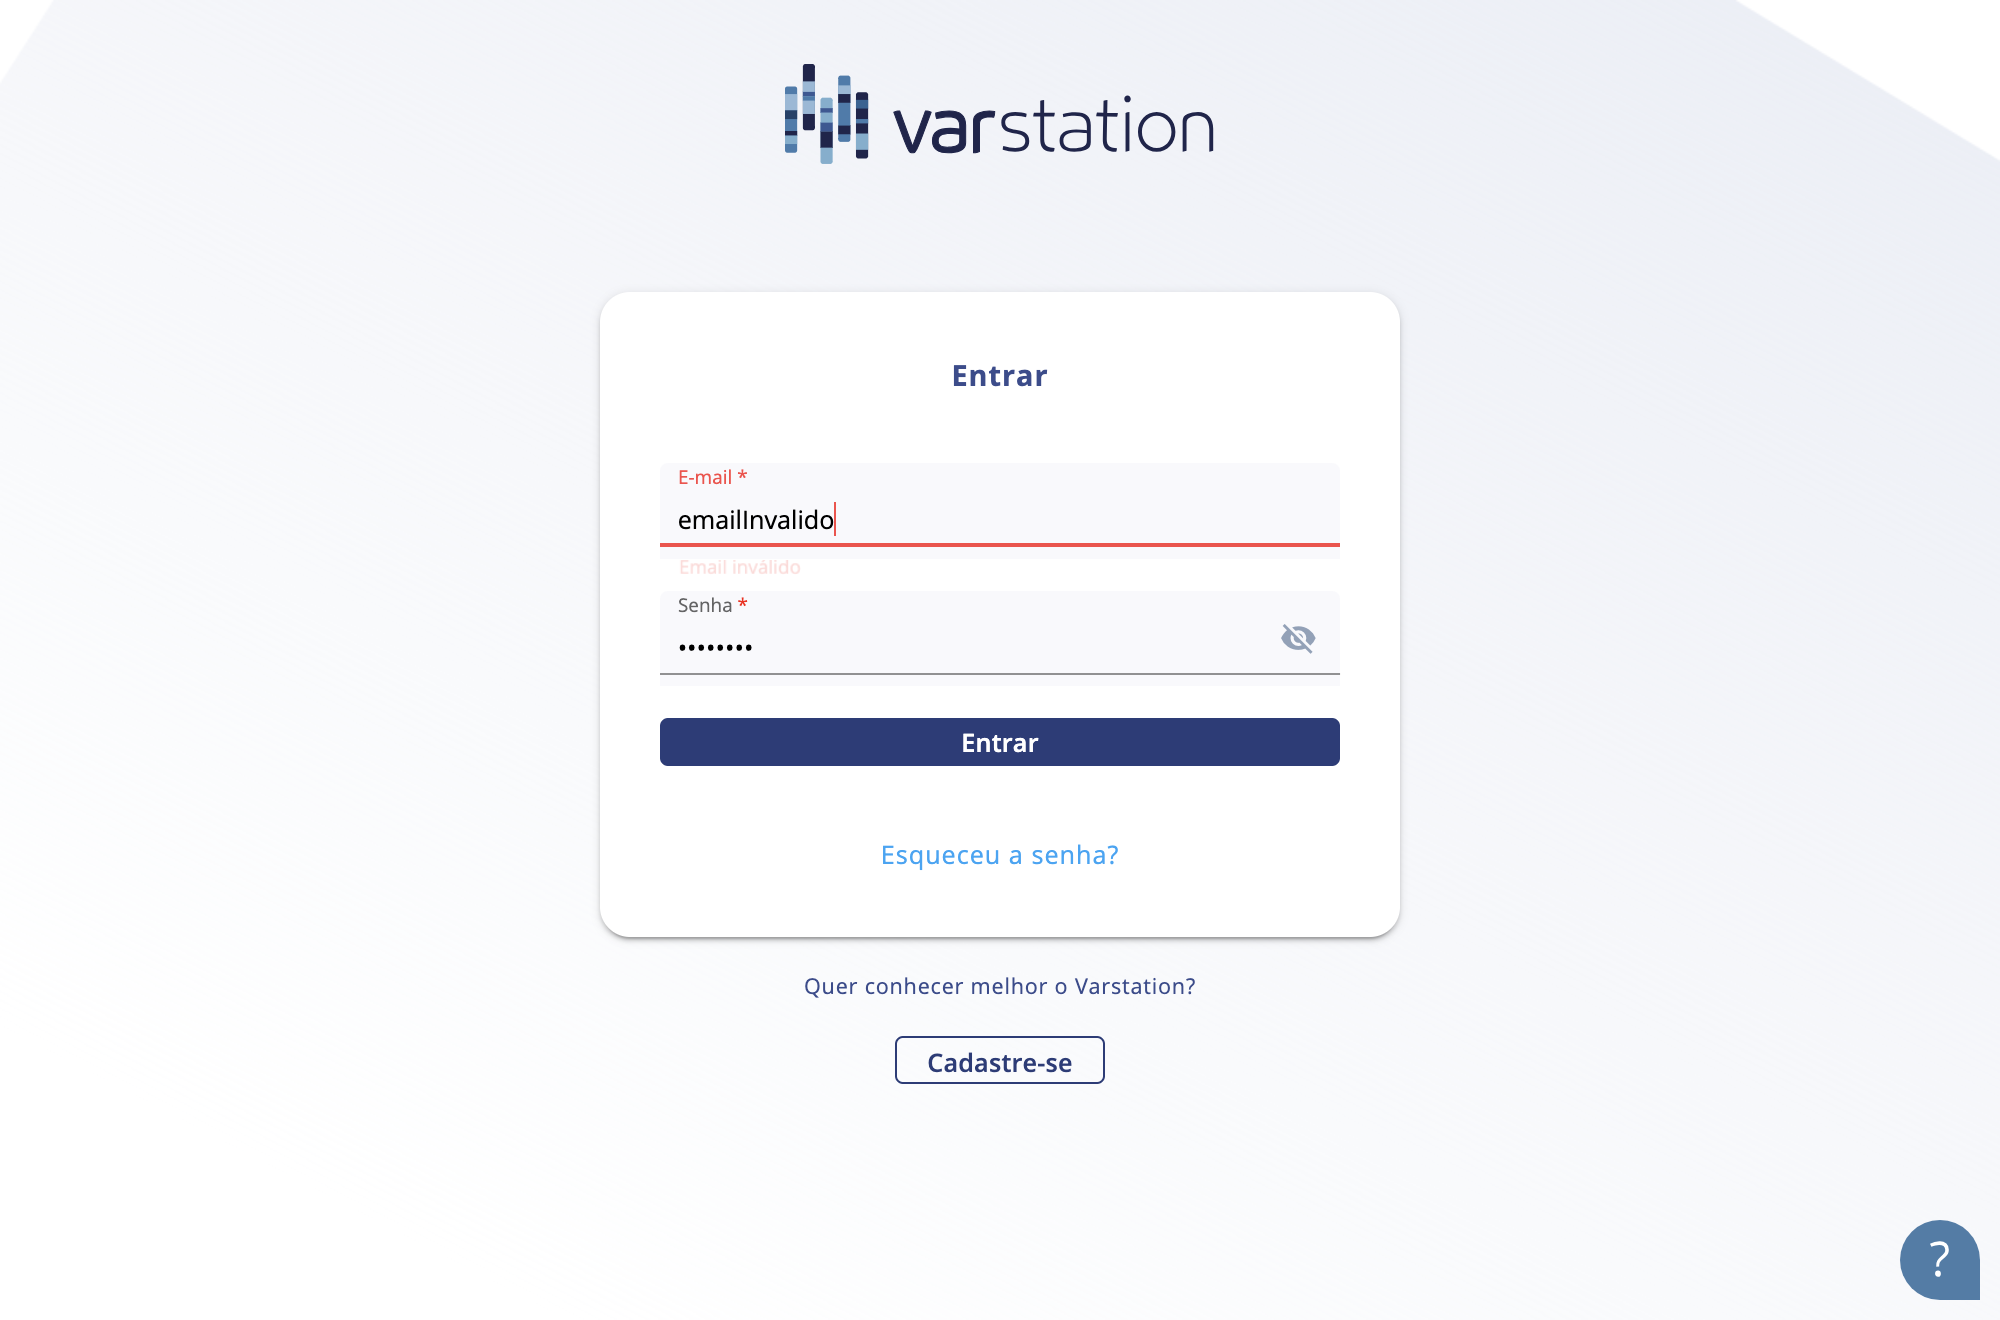 varstation
Entrar
E-mail *
emailInvalido
Email inválido
Senha *
••••••••
Entrar
Esqueceu a senha?
Quer conhecer melhor o Varstation?
Cadastre-se
?